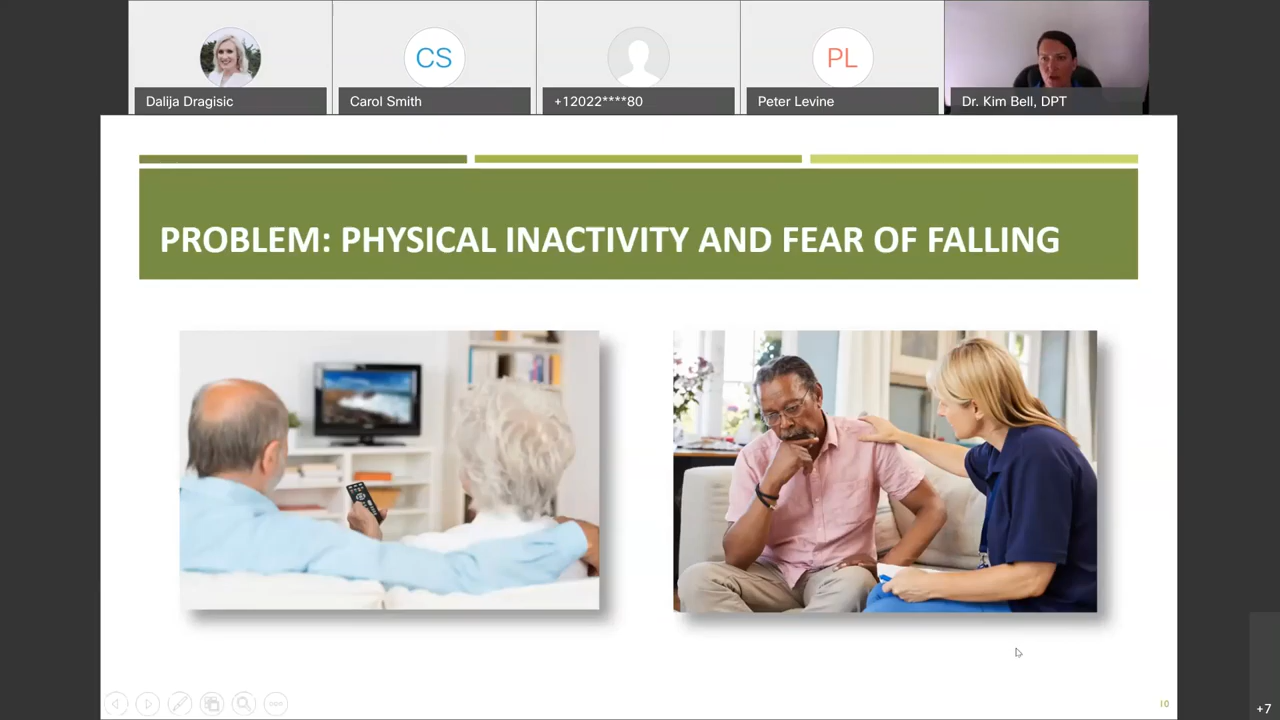 CS
PL
Dalija Dragisic
Carol Smith
+12022****80
Peter Levine
Dr. Kim Bell, DPT
PROBLEM: PHYSICAL INACTIVITY AND FEAR OF FALLING
10
+7